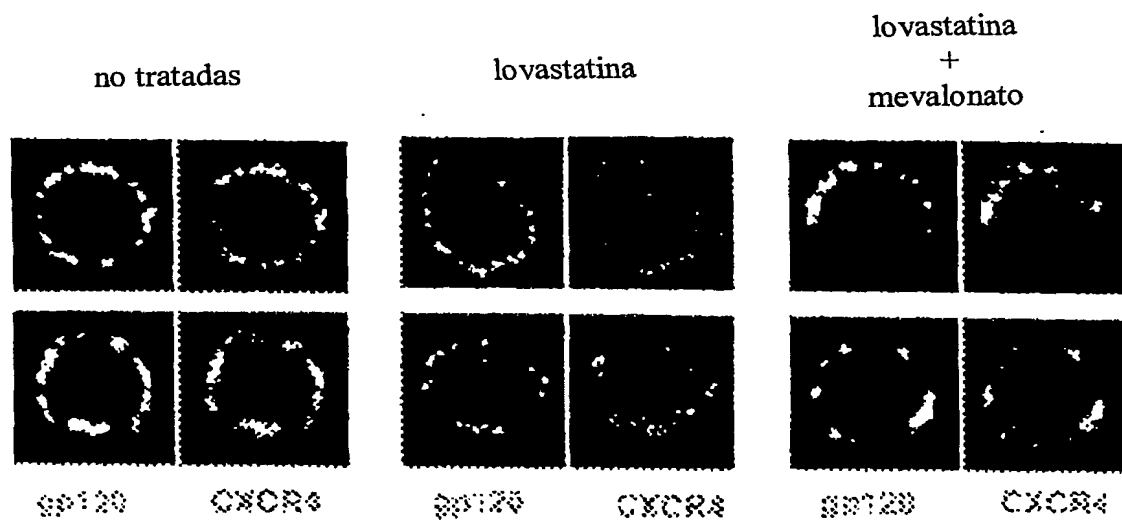 no tratadas
lovastatina
lovastatina
+
mevalonato
gp120 CXCR4 gp120 CXCR4 gp120 CXCR4